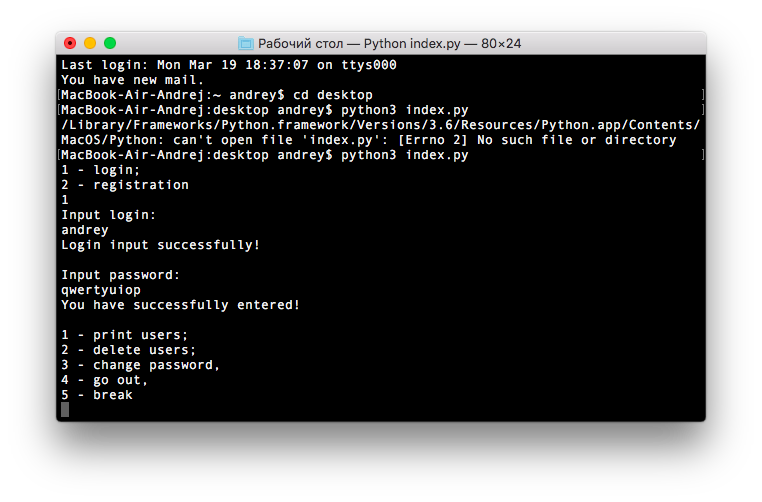 Рабочий стол — Python index.py — 80×24
Last login: Mon Mar 19 18:37:07 on ttys000
You have new mail.
[MacBook-Air-Andrej:~ andrey$ cd desktop ]
[MacBook-Air-Andrej:desktop andrey$ python3 index.py ]
/Library/Frameworks/Python.framework/Versions/3.6/Resources/Python.app/Contents/
MacOS/Python: can't open file 'index.py': [Errno 2] No such file or directory
[MacBook-Air-Andrej:desktop andrey$ python3 index.py ]
1 - login;
2 - registration
1
Input login:
andrey
Login input successfully!
Input password:
qwertyuiop
You have successfully entered!
1 - print users;
2 - delete users;
3 - change password,
4 - go out,
5 - break